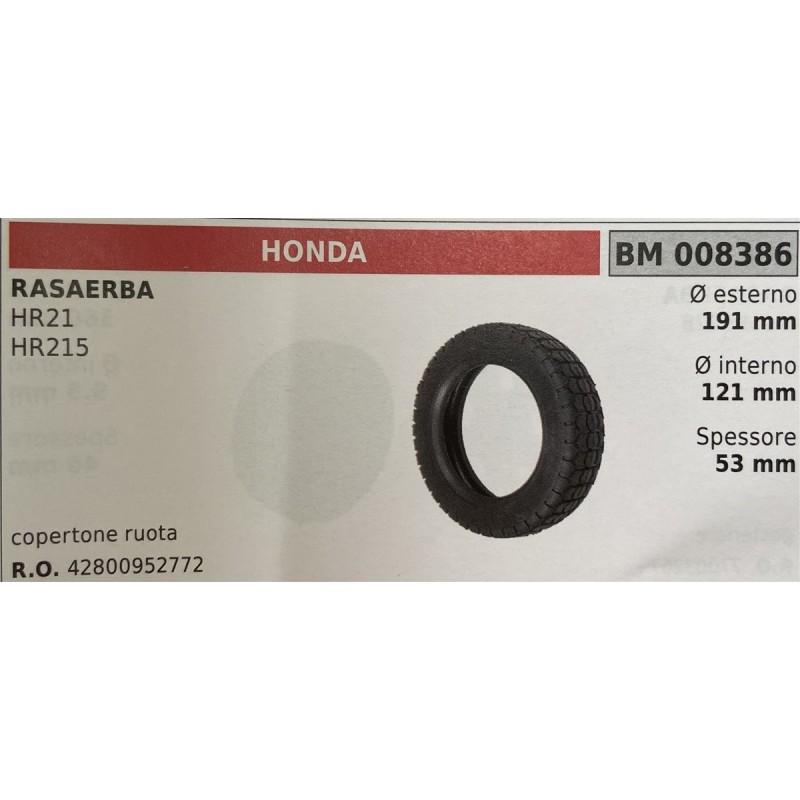 HONDA
BM 008386
RASAERBA
HR21
HR215
Ø esterno
191 mm
Ø interno
121 mm
Spessore
53 mm
copertone ruota
R.O. 42800952772